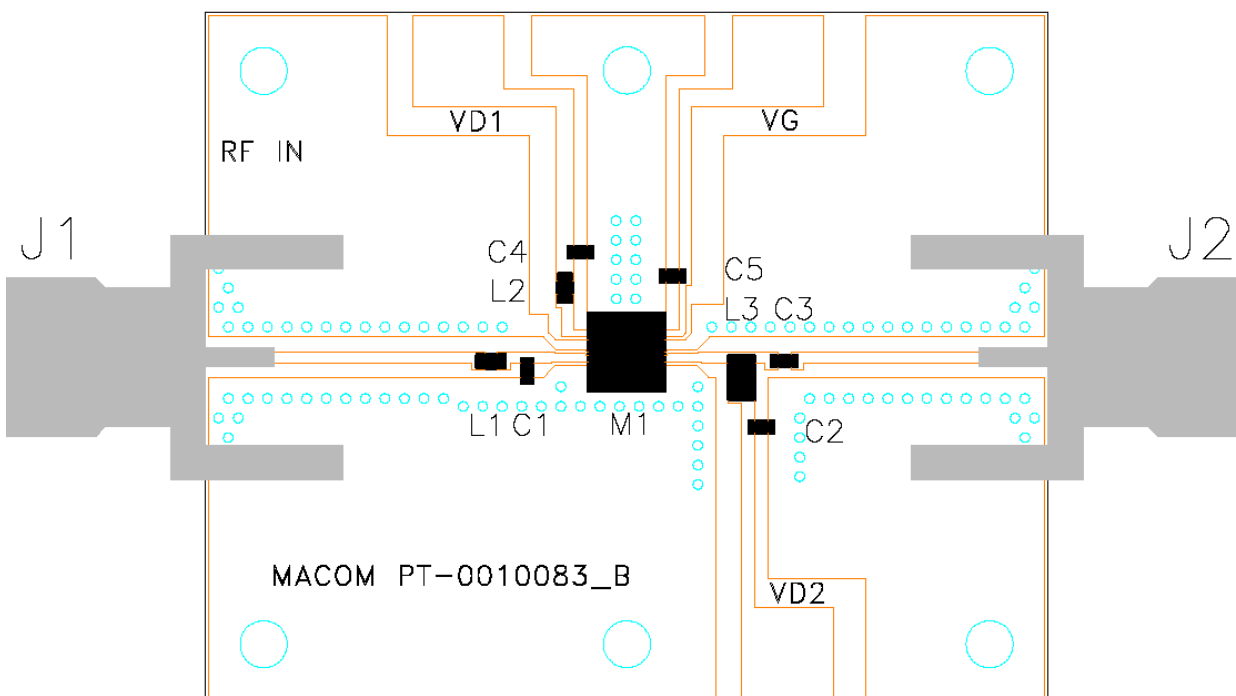 VD1
VG
RF IN
J1
J2
C4
C5
L2
L3 C3
L1 C1
M1
C2
MACOM PT-0010083_B
VD2